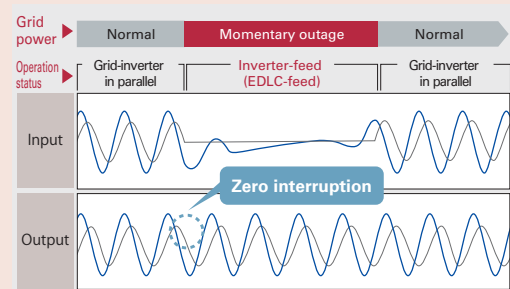 Grid
power
Normal
Momentary outage
Normal
Operation
status
Grid-inverter
in parallel
Inverter-feed
(EDLC-feed)
Grid-inverter
in parallel
Input
Zero interruption
Output